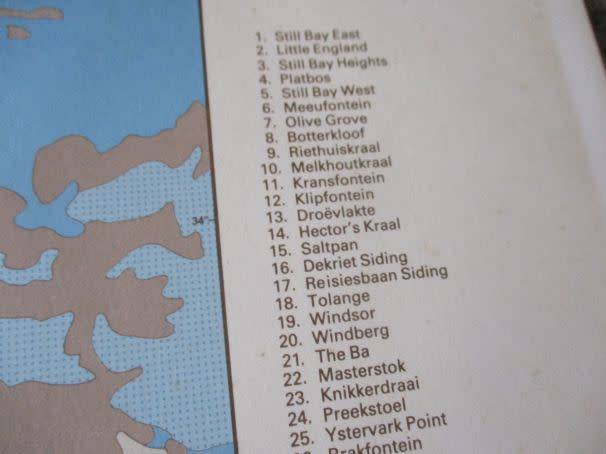 1. Still Bay East
2. Little England
3. Still Bay Heights
4. Platbos
5. Still Bay West
6. Meeufontein
7. Olive Grove
8. Botterkloof
9. Riethuiskraal
10. Melkhoutkraal
11. Kransfontein
12. Klipfontein
13. Droëvlakte
14. Hector's Kraal
15. Saltpan
16. Dekriet Siding
17. Reisiesbaan Siding
18. Tolange
19. Windsor
20. Windberg
21. The Ba
22. Masterstok
23. Knikkerdraai
24. Preekstoel
25. Ystervark Point
Brakfontein
34°